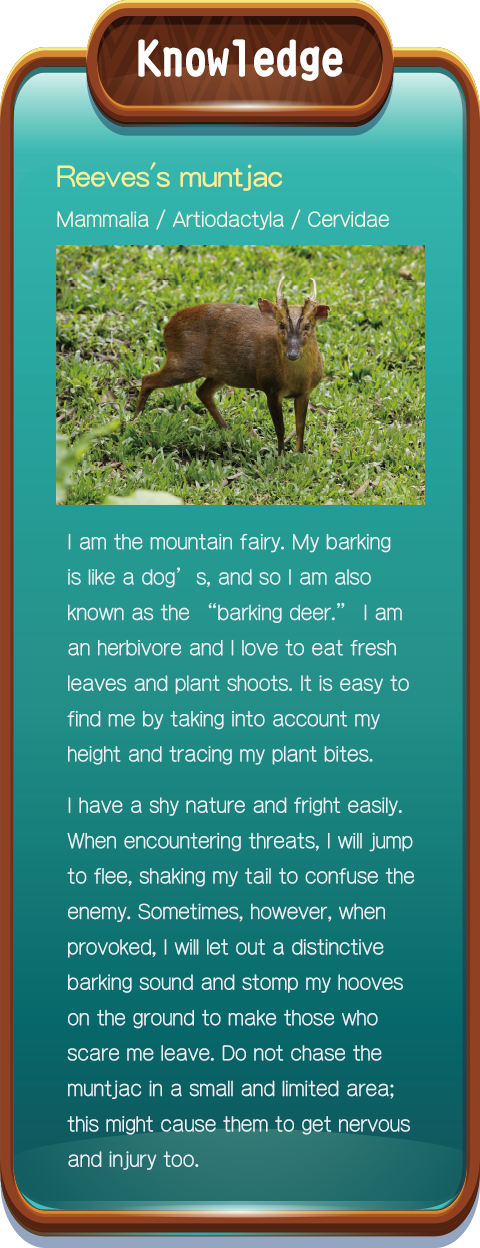 Knowledge
Reeves's muntjac
Mammalia / Artiodactyla / Cervidae
I am the mountain fairy. My barking
is like a dog’s, and so I am also
known as the “barking deer.” I am
an herbivore and I love to eat fresh
leaves and plant shoots. It is easy to
find me by taking into account my
height and tracing my plant bites.
I have a shy nature and fright easily.
When encountering threats, I will jump
to flee, shaking my tail to confuse the
enemy. Sometimes, however, when
provoked, I will let out a distinctive
barking sound and stomp my hooves
on the ground to make those who
scare me leave. Do not chase the
muntjac in a small and limited area;
this might cause them to get nervous
and injury too.